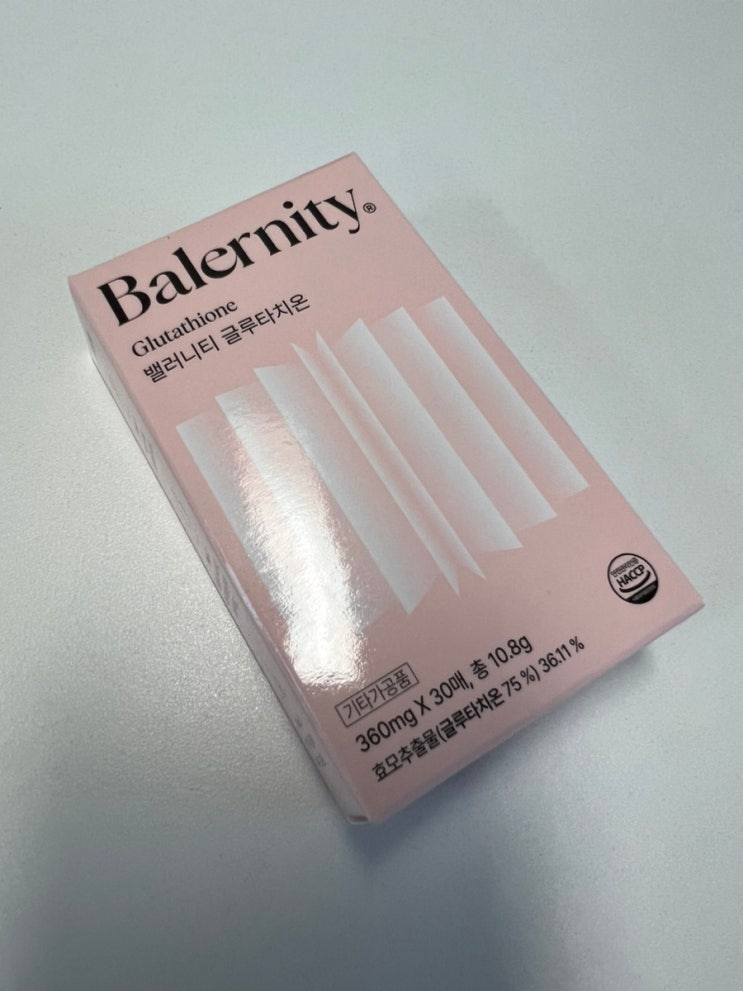 Balernity®
Glutathione
밸러니티 글루타치온
HACCP
기타가공품
360mg X 30매, 총 10.8g
효모추출물(글루타치온 75 %) 36.11 %